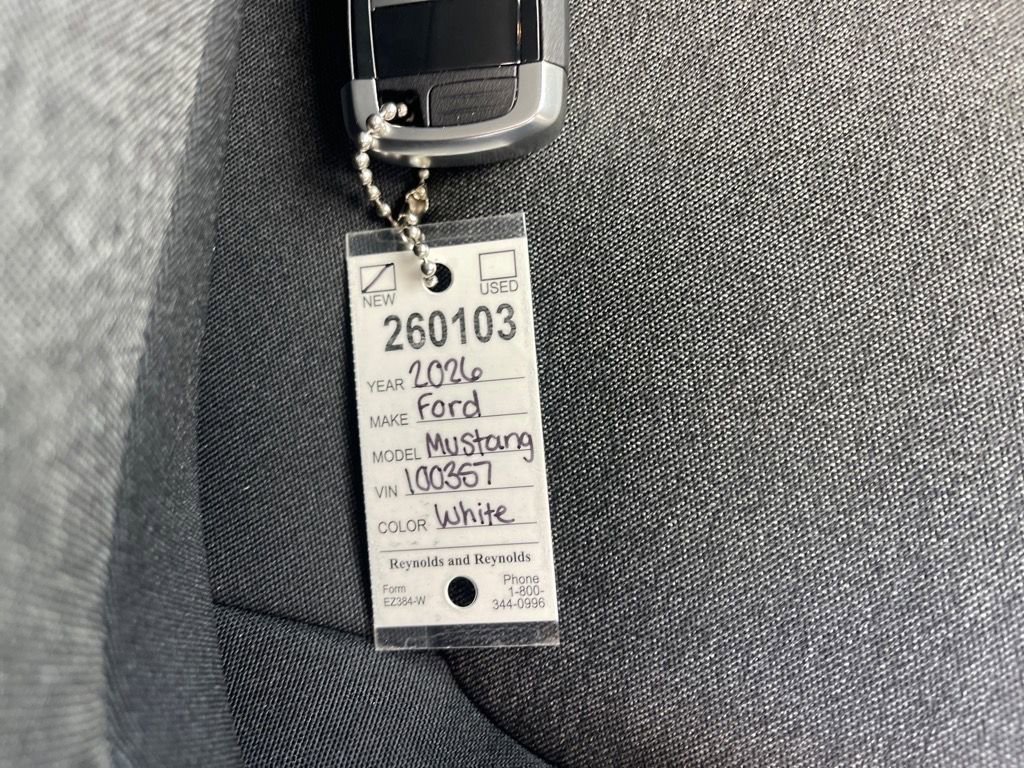 NEW USED
260103
YEAR 2026
MAKE Ford
MODEL Mustang
VIN 100357
COLOR White
Reynolds and Reynolds
Form
EZ384-W
Phone
1-800-
344-0996